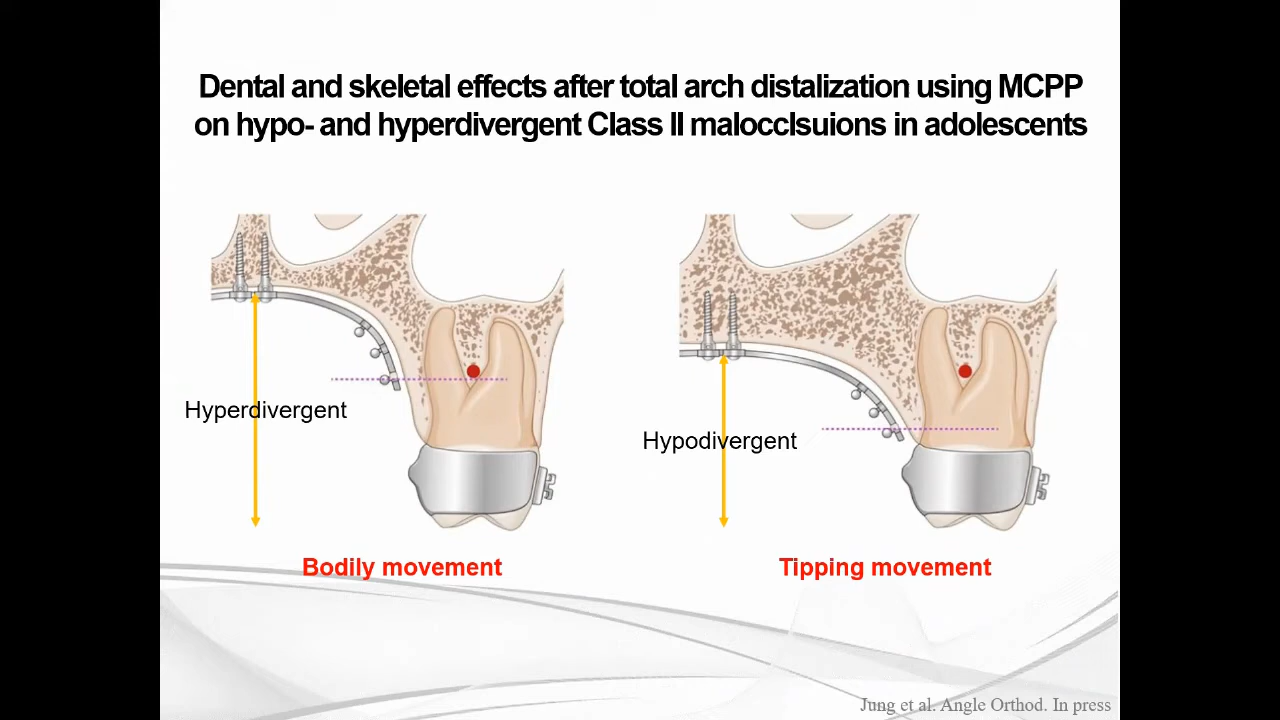 Dental and skeletal effects after total arch distalization using MCPP
on hypo- and hyperdivergent Class II malocclsuions in adolescents
Hyperdivergent
Hypodivergent
Bodily movement
Tipping movement
Jung et al. Angle Orthod. In press